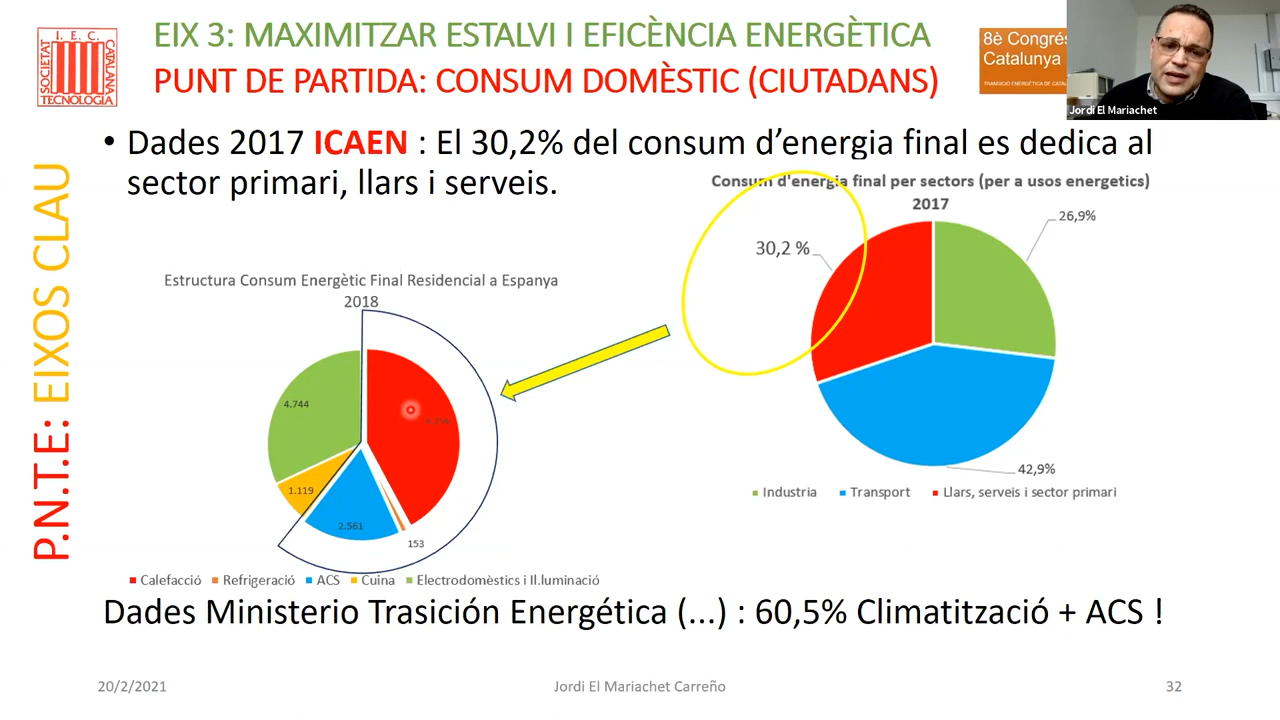 EIX 3: MAXIMITZAR ESTALVI I EFICÈNCIA ENERGÈTICA
PUNT DE PARTIDA: CONSUM DOMÈSTIC (CIUTADANS)
SOCIETAT
I. E. C.
CATALANA
TECNOLOGIA
8è Congrés
Catalunya
TRANSICIÓ ENERGÈTICA DE
Jordi El Mariachet
P.N.T.E: EIXOS CLAU
• Dades 2017 ICAEN : El 30,2% del consum d’energia final es dedica al
sector primari, llars i serveis.
Consum d'energia final per sectors (per a usos energetics)
2017
26,9%
30,2 %
42,9%
Industria
Transport
Llars, serveis i sector primari
Estructura Consum Energètic Final Residencial a Espanya
2018
4.744
1.119
2.561
153
Calefacció
Refrigeració
ACS
Cuina
Electrodomèstics i Il.luminació
Dades Ministerio Trasición Energética (...) : 60,5% Climatització + ACS !
20/2/2021
Jordi El Mariachet Carreño
32